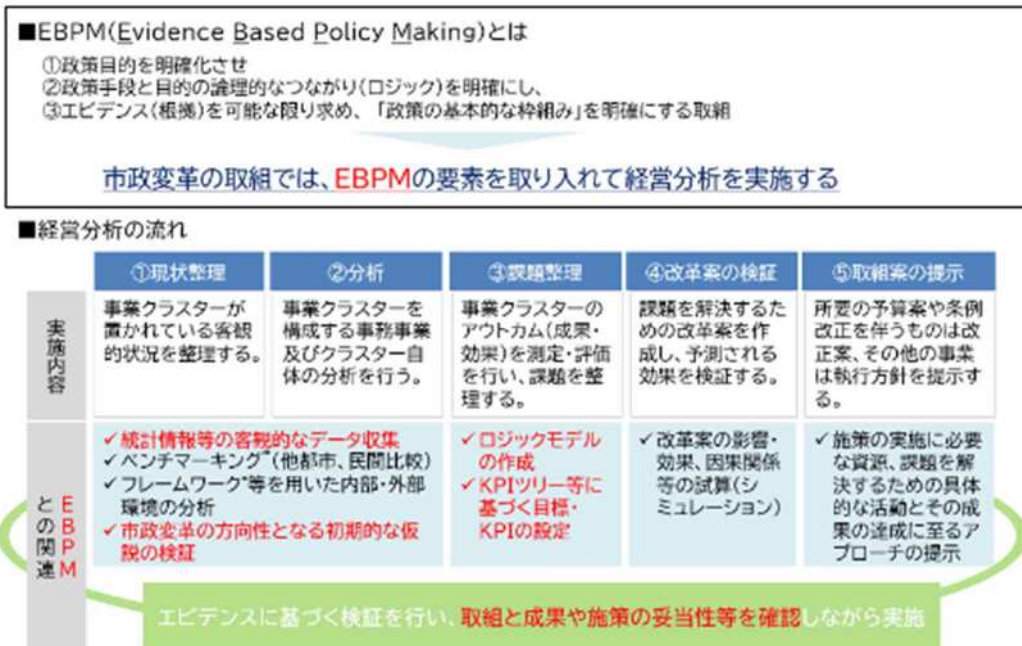 ■EBPM(Evidence Based Policy Making)とは
①政策目的を明確化させ
②政策手段と目的の論理的なつながり(ロジック)を明確にし、
③エビデンス(根拠)を可能な限り求め、「政策の基本的な枠組み」を明確にする取組
市政変革の取組では、EBPMの要素を取り入れて経営分析を実施する
■経営分析の流れ
①現状整理
②分析
③課題整理
④改革案の検証
⑤取組案の提示
実施内容
事業クラスターが
置かれている客観
的状況を整理する。
事業クラスターを
構成する事務事業
及びクラスター自
体の分析を行う。
事業クラスターの
アウトカム(成果・
効果)を測定・評価
を行い、課題を整
理する。
課題を解決するた
めの改革案を作
成し、予測される
効果を検証する。
所要の予算案や条例
改正を伴うものは改
正案、その他の事業
は執行方針を提示す
る。
EBPM
との関連
✓統計情報等の客観的なデータ収集
✓ベンチマーキング*(他都市、民間比較)
✓フレームワーク*等を用いた内部・外部
環境の分析
✓市政変革の方向性となる初期的な仮
説の検証
✓ロジックモデル
の作成
✓KPIツリー等に
基づく目標・
KPIの設定
✓改革案の影響・
効果、因果関係
等の試算(シ
ミュレーション)
✓施策の実施に必要
な資源、課題を解
決するための具体
的な活動とその成
果の達成に至るア
プローチの提示
エビデンスに基づく検証を行い、取組と成果や施策の妥当性等を確認しながら実施